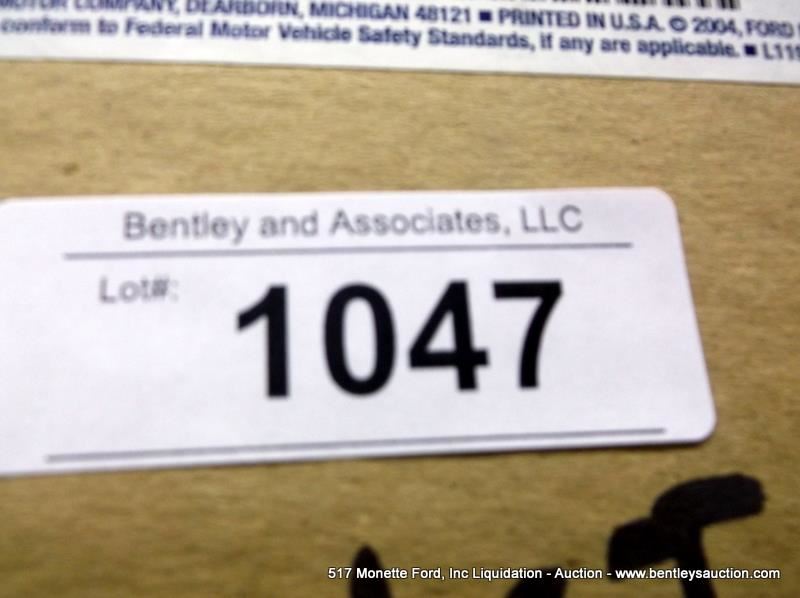 MOTOR COMPANY, DEARBORN, MICHIGAN 48121 ■ PRINTED IN U.S.A. © 2004, FORD
conform to Federal Motor Vehicle Safety Standards, if any are applicable. ■ L119
Bentley and Associates, LLC
Lot#:
1047
517 Monette Ford, Inc Liquidation - Auction - www.bentleysauction.com